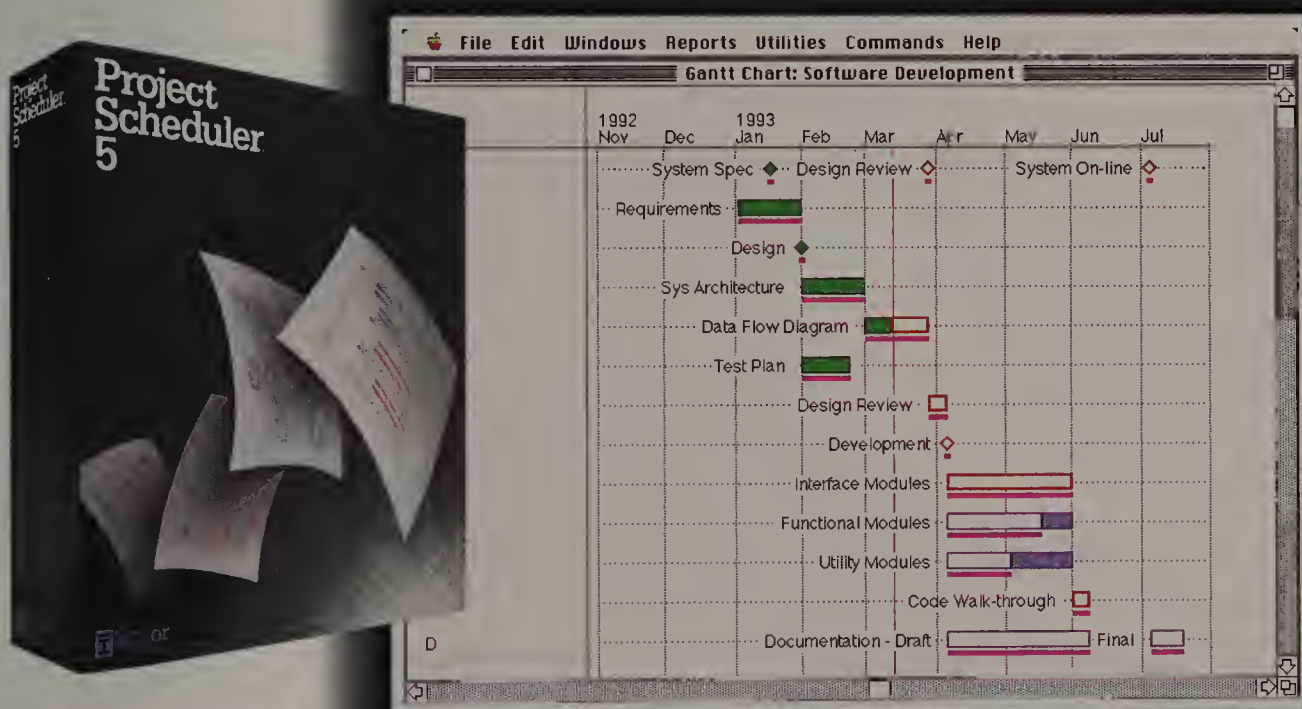 Project
Scheduler
5
Project
Scheduler
5
or
File Edit Windows Reports Utilities Commands Help
Gantt Chart: Software Development
1992 1993
Nov Dec Jan Feb Mar Apr May Jun Jul
System Spec Design Review System On-line
Requirements
Design
Sys Architecture
Data Flow Diagram
Test Plan
Design Review
Development
Interface Modules
Functional Modules
Utility Modules
Code Walk-through
D Documentation - Draft Final